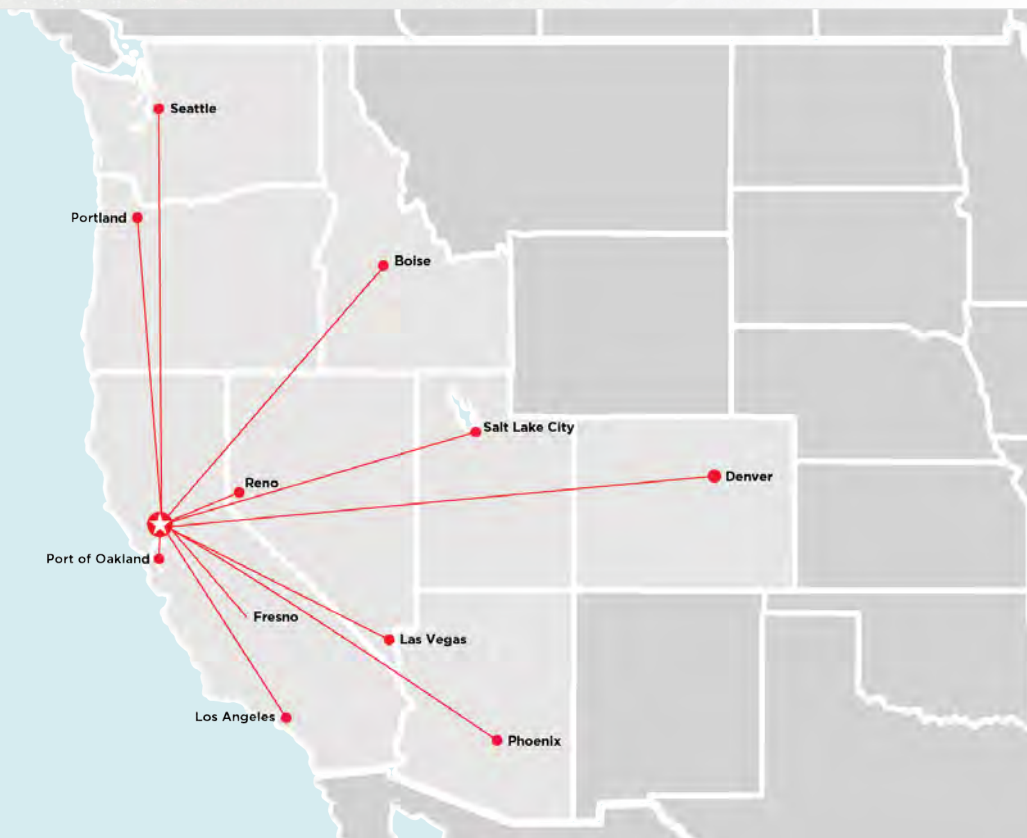 Seattle
Portland
Boise
Salt Lake City
Denver
Reno
Port of Oakland
Fresno
Las Vegas
Los Angeles
Phoenix